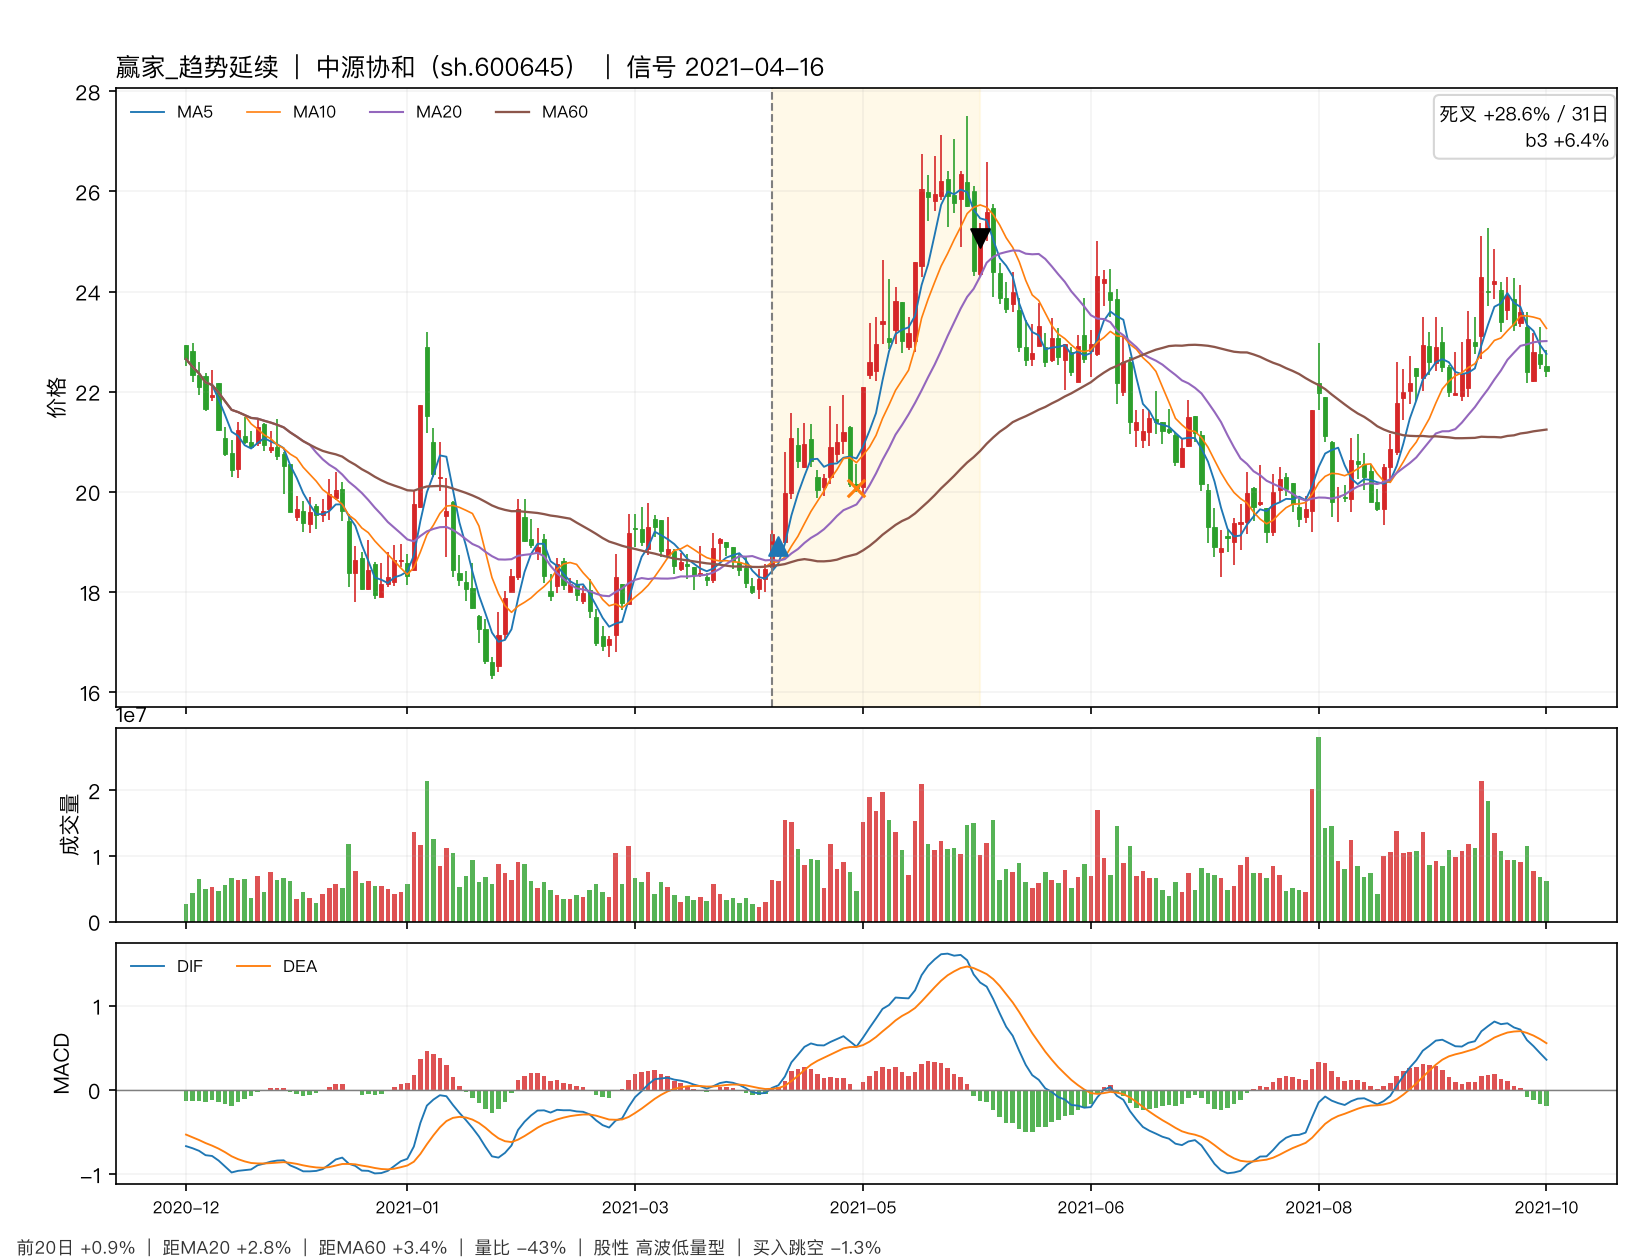 赢家_趋势延续 | 中源协和（sh.600645） | 信号 2021-04-16
MA5 MA10 MA20 MA60
死叉 +28.6% / 31日
b3 +6.4%
价格
28
26
24
22
20
18
16
1e7
成交量
2
1
0
DIF DEA
MACD
1
0
−1
2020-12 2021-01 2021-03 2021-05 2021-06 2021-08 2021-10
前20日 +0.9% | 距MA20 +2.8% | 距MA60 +3.4% | 量比 -43% | 股性 高波低量型 | 买入跳空 -1.3%